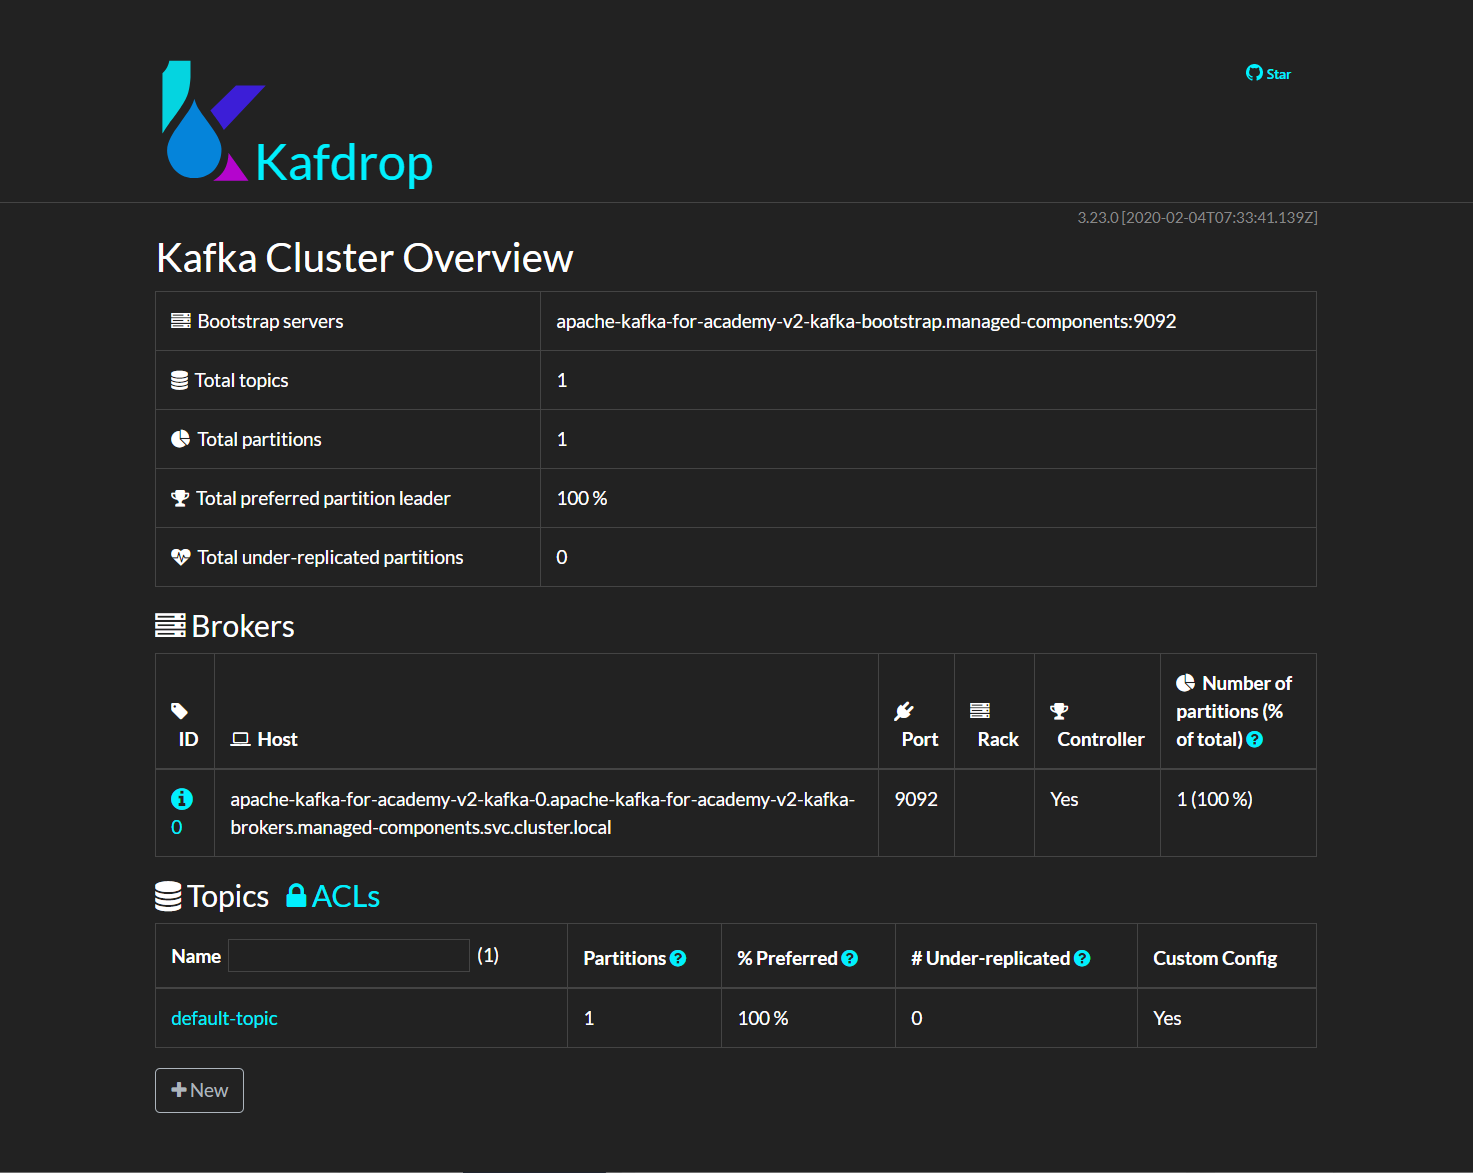 Star
Kafdrop
3.23.0 [2020-02-04T07:33:41.139Z]
Kafka Cluster Overview
Bootstrap servers apache-kafka-for-academy-v2-kafka-bootstrap.managed-components:9092
Total topics 1
Total partitions 1
Total preferred partition leader 100 %
Total under-replicated partitions 0
Brokers
ID Host Port Rack Controller Number of partitions (% of total)
0 apache-kafka-for-academy-v2-kafka-0.apache-kafka-for-academy-v2-kafka-
brokers.managed-components.svc.cluster.local 9092 Yes 1 (100 %)
Topics ACLs
Name (1) Partitions % Preferred # Under-replicated Custom Config
default-topic 1 100 % 0 Yes
New